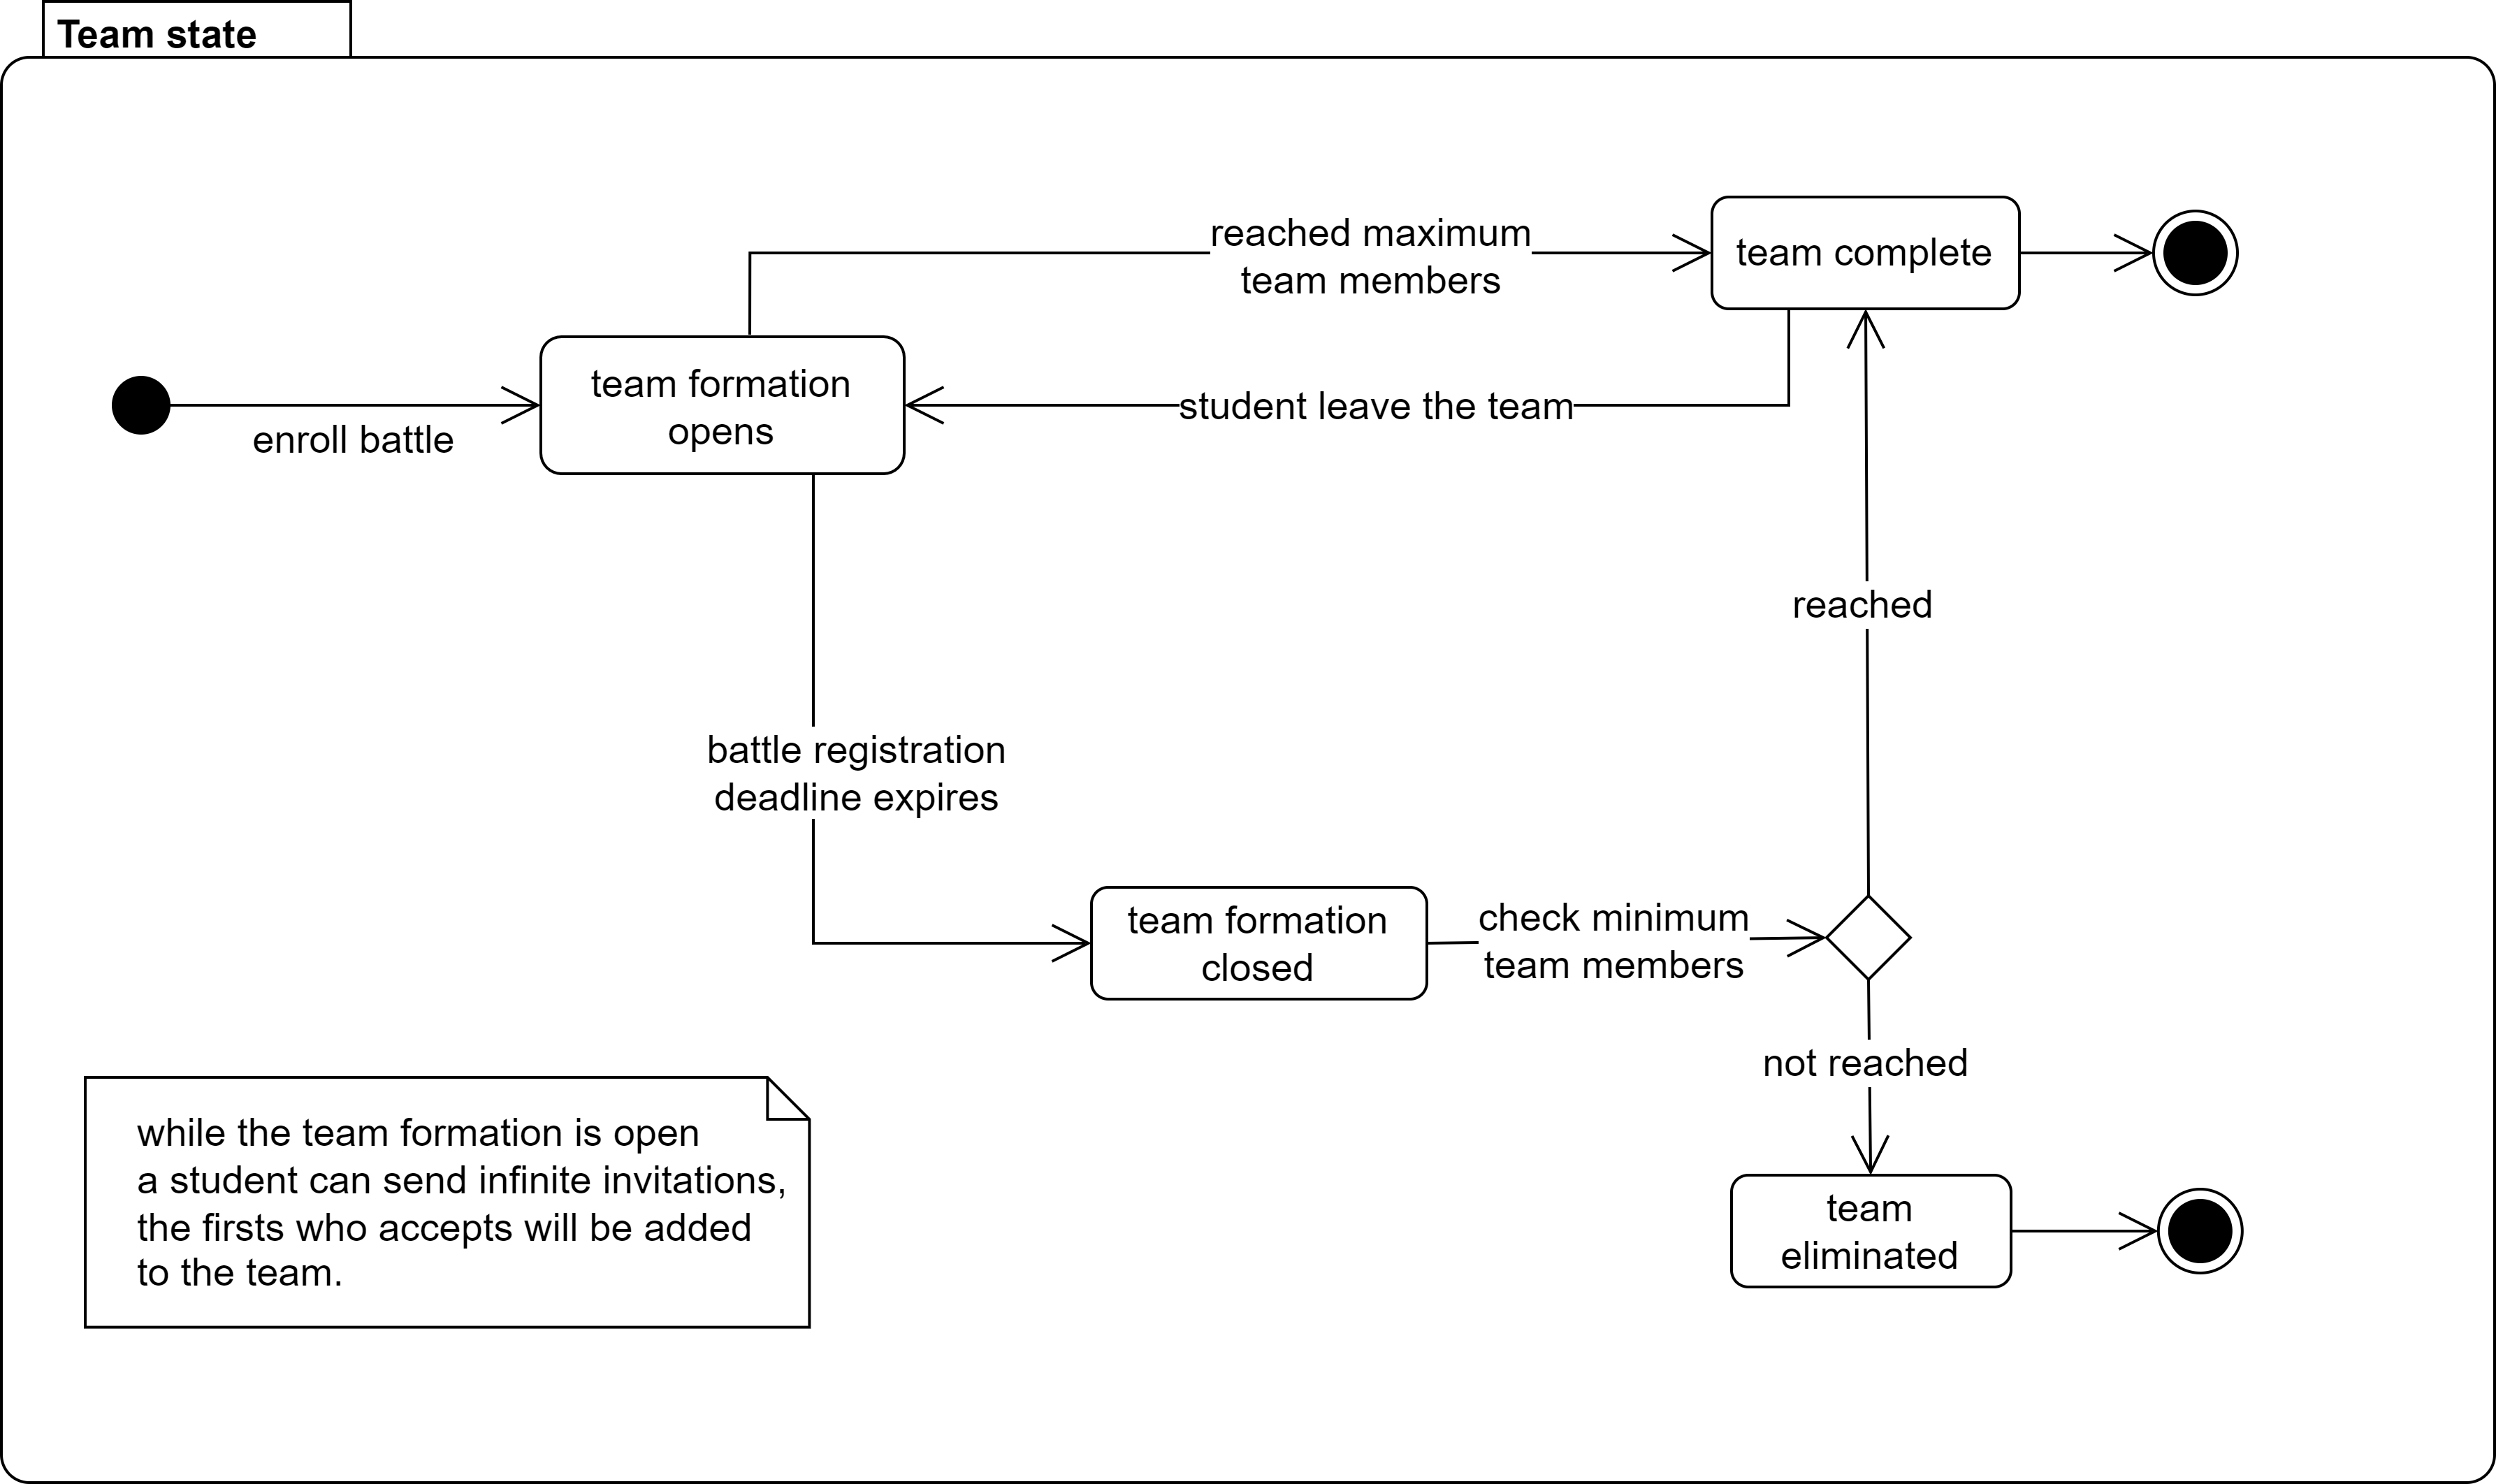 Team state
reached maximum
team members
team complete
team formation
opens
student leave the team
enroll battle
reached
battle registration
deadline expires
team formation
closed
check minimum
team members
not reached
while the team formation is open
a student can send infinite invitations,
the firsts who accepts will be added
to the team.
team
eliminated